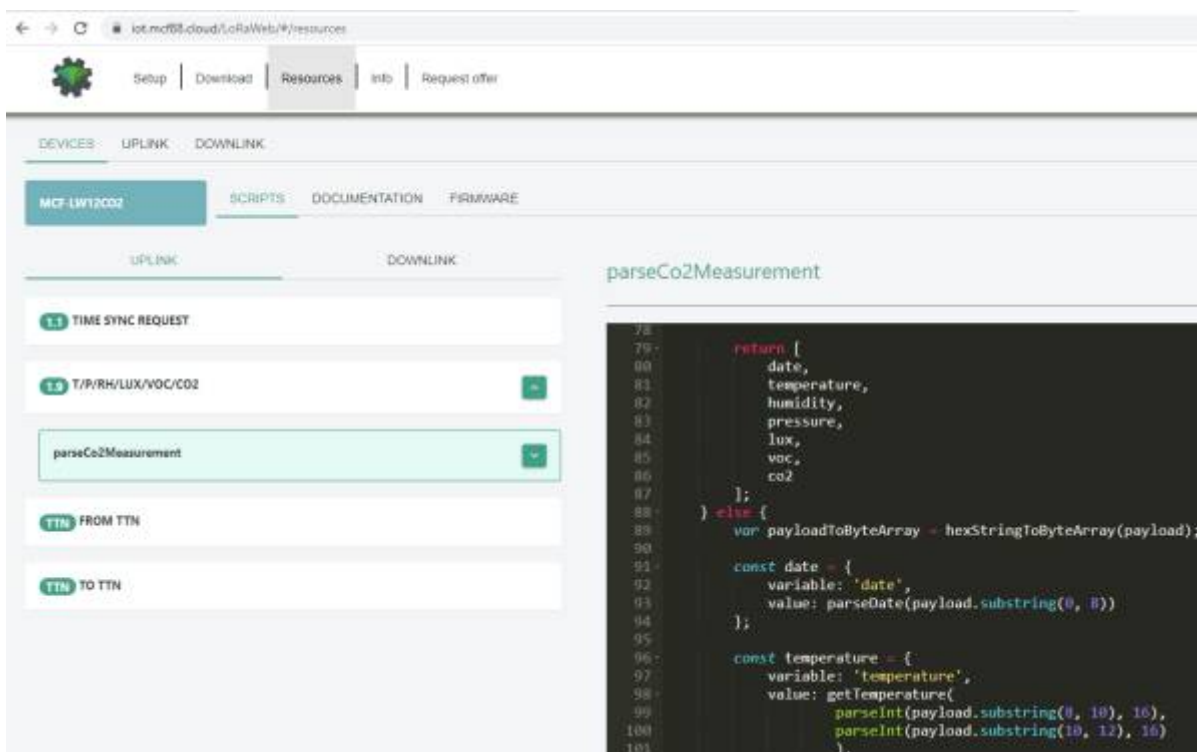 iot.mcf88.cloud/LoRaWeb/#/resources
Setup Download Resources Info Request offer
DEVICES UPLINK DOWNLINK
MCF-LW12CO2 SCRIPTS DOCUMENTATION FIRMWARE
UPLINK DOWNLINK
parseCo2Measurement
1.1 TIME SYNC REQUEST
1.9 T/P/RH/LUX/VOC/CO2
parseCo2Measurement
TTN FROM TTN
TTN TO TTN
78
79 return [
80 date,
81 temperature,
82 humidity,
83 pressure,
84 lux,
85 voc,
86 co2
87 ];
88 } else {
89 var payloadToByteArray = hexStringToByteArray(payload);
90
91 const date = {
92 variable: 'date',
93 value: parseDate(payload.substring(0, 8))
94 };
95
96 const temperature = {
97 variable: 'temperature',
98 value: getTemperature(
99 parseInt(payload.substring(8, 10), 16),
100 parseInt(payload.substring(10, 12), 16)
101 )